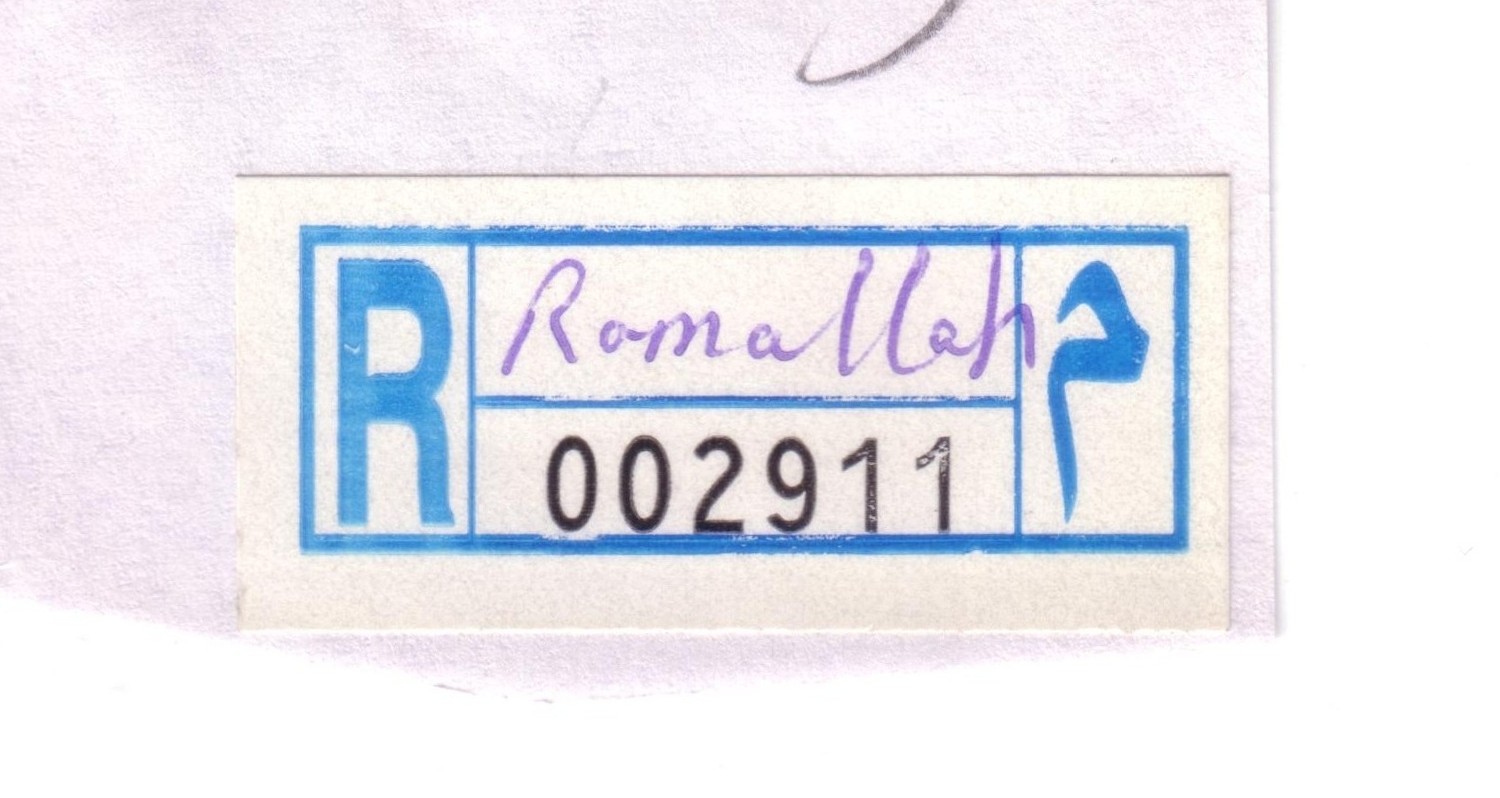 R
Ramallah
م
002911